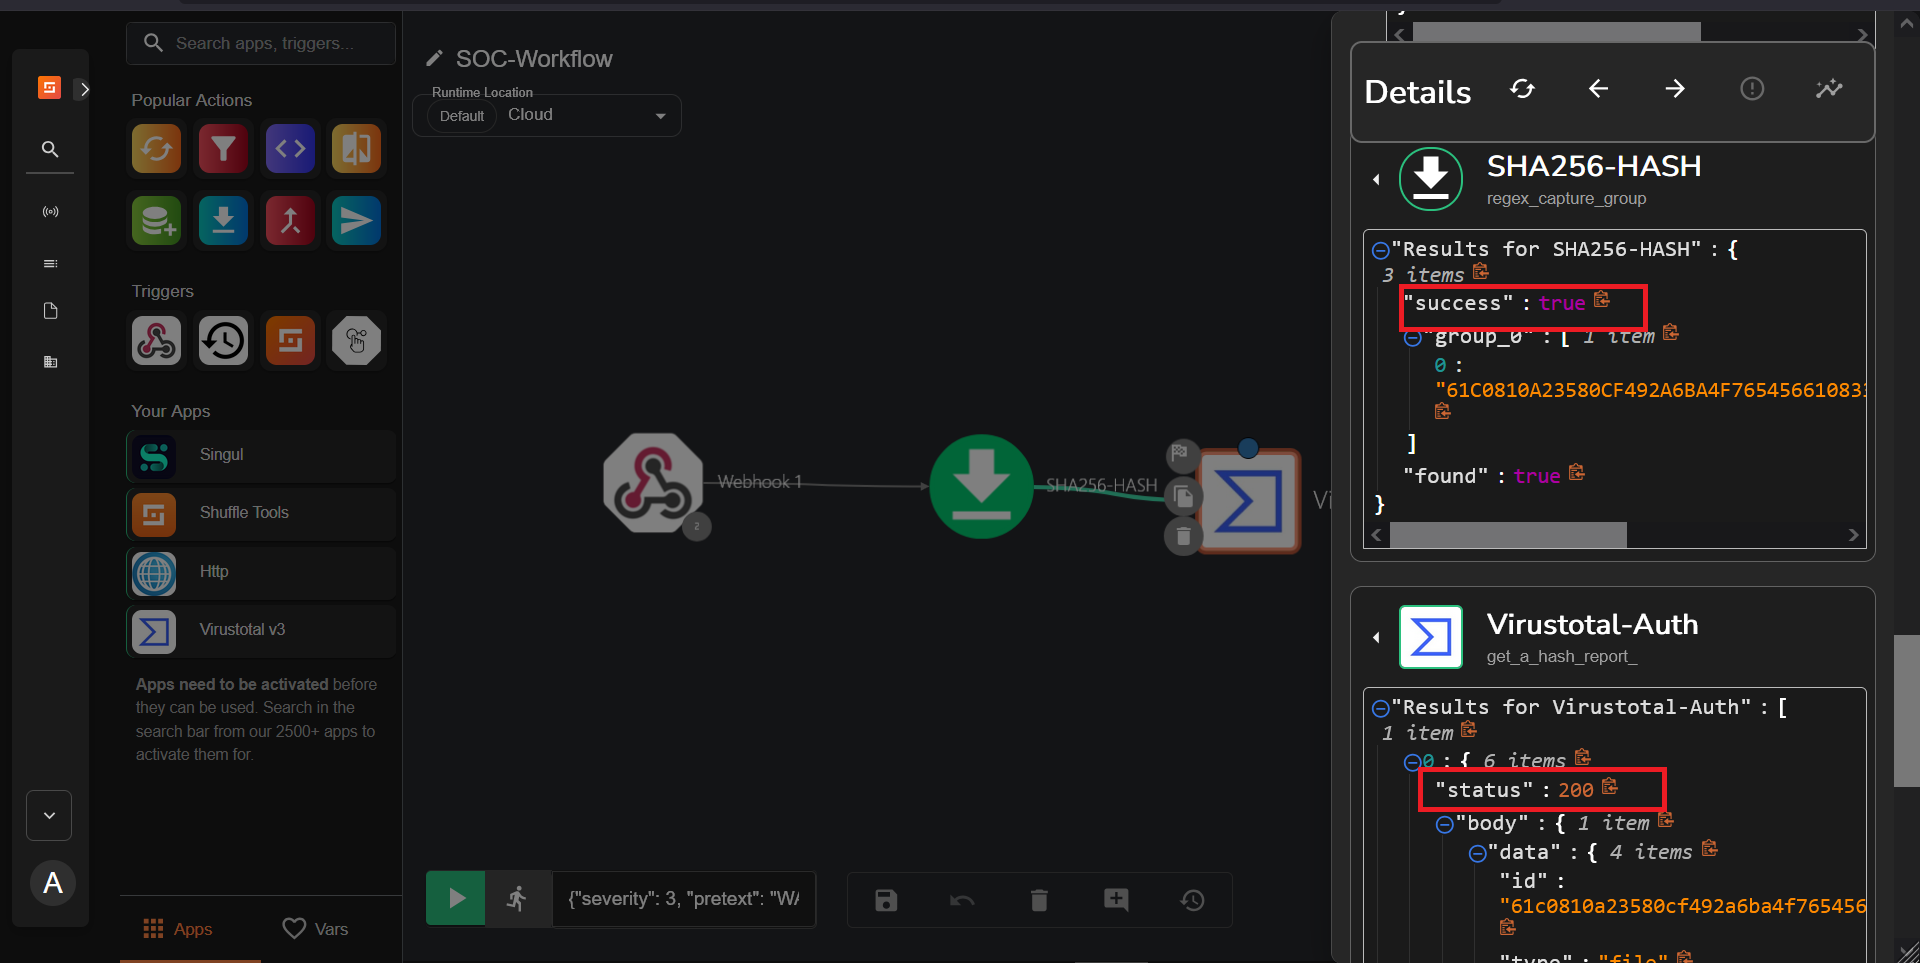 Search apps, triggers...
Popular Actions
Triggers
Your Apps
Singul
Shuffle Tools
Http
Virustotal v3
Apps need to be activated before
they can be used. Search in the
search bar from our 2500+ apps to
activate them for.
A
Apps
Vars
SOC-Workflow
Runtime Location
Default
Cloud
Webhook 1
2
SHA256-HASH
Vi
{"severity": 3, "pretext": "WA
Details
SHA256-HASH
regex_capture_group
"Results for SHA256-HASH" : {
3 items
"success" : true
"group_0" : [ 1 item
0 :
"61C0810A23580CF492A6BA4F765456610833
]
"found" : true
}
Virustotal-Auth
get_a_hash_report_
"Results for Virustotal-Auth" : [
1 item
0 : { 6 items
"status" : 200
"body" : { 1 item
"data" : { 4 items
"id" :
"61c0810a23580cf492a6ba4f765456
"type" : "file"